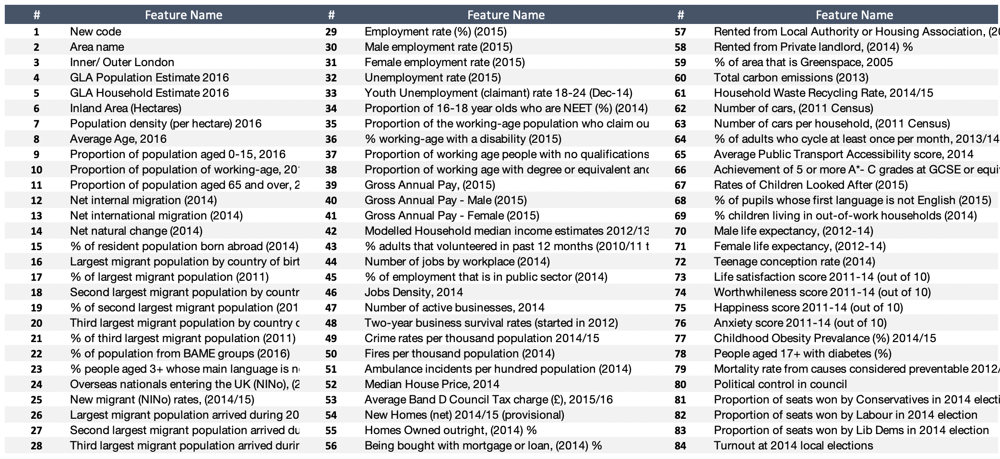 # Feature Name # Feature Name # Feature Name
1 New code 29 Employment rate (%) (2015) 57 Rented from Local Authority or Housing Association,
2 Area name 30 Male employment rate (2015) 58 Rented from Private landlord, (2014) %
3 Inner/ Outer London 31 Female employment rate (2015) 59 % of area that is Greenspace, 2005
4 GLA Population Estimate 2016 32 Unemployment rate (2015) 60 Total carbon emissions (2013)
5 GLA Household Estimate 2016 33 Youth Unemployment (claimant) rate 18-24 (Dec-14) 61 Household Waste Recycling Rate, 2014/15
6 Inland Area (Hectares) 34 Proportion of 16-18 year olds who are NEET (%) (2014) 62 Number of cars, (2011 Census)
7 Population density (per hectare) 2016 35 Proportion of the working-age population who claim ou 63 Number of cars per household, (2011 Census)
8 Average Age, 2016 36 % working-age with a disability (2015) 64 % of adults who cycle at least once per month, 2013/14
9 Proportion of population aged 0-15, 2016 37 Proportion of working age people with no qualifications 65 Average Public Transport Accessibility score, 2014
10 Proportion of population of working-age, 38 Proportion of working age with degree or equivalent and 66 Achievement of 5 or more A*- C grades at GCSE or equiv
11 Proportion of population aged 65 and over, 2 39 Gross Annual Pay, (2015) 67 Rates of Children Looked After (2015)
12 Net internal migration (2014) 40 Gross Annual Pay - Male (2015) 68 % of pupils whose first language is not English (2015)
13 Net international migration (2014) 41 Gross Annual Pay - Female (2015) 69 % children living in out-of-work households (2014)
14 Net natural change (2014) 42 Modelled Household median income estimates 2012/13 70 Male life expectancy, (2012-14)
15 % of resident population born abroad (2014) 43 % adults that volunteered in past 12 months (2010/11 t 71 Female life expectancy, (2012-14)
16 Largest migrant population by country of birt 44 Number of jobs by workplace (2014) 72 Teenage conception rate (2014)
17 % of largest migrant population (2011) 45 % of employment that is in public sector (2014) 73 Life satisfaction score 2011-14 (out of 10)
18 Second largest migrant population by countr 46 Jobs Density, 2014 74 Worthwhileness score 2011-14 (out of 10)
19 % of second largest migrant population (201 47 Number of active businesses, 2014 75 Happiness score 2011-14 (out of 10)
20 Third largest migrant population by country 48 Two-year business survival rates (started in 2012) 76 Anxiety score 2011-14 (out of 10)
21 % of third largest migrant population (2011) 49 Crime rates per thousand population 2014/15 77 Childhood Obesity Prevalance (%) 2014/15
22 % of population from BAME groups (2016) 50 Fires per thousand population (2014) 78 People aged 17+ with diabetes (%)
23 % people aged 3+ whose main language is 51 Ambulance incidents per hundred population (2014) 79 Mortality rate from causes considered preventable 2012/
24 Overseas nationals entering the UK (NINo), (2 52 Median House Price, 2014 80 Political control in council
25 New migrant (NINo) rates, (2014/15) 53 Average Band D Council Tax charge (£), 2015/16 81 Proportion of seats won by Conservatives in 2014 electi
26 Largest migrant population arrived during 20 54 New Homes (net) 2014/15 (provisional) 82 Proportion of seats won by Labour in 2014 election
27 Second largest migrant population arrived du 55 Homes Owned outright, (2014) % 83 Proportion of seats won by Lib Dems in 2014 election
28 Third largest migrant population arrived durin 56 Being bought with mortgage or loan, (2014) % 84 Turnout at 2014 local elections